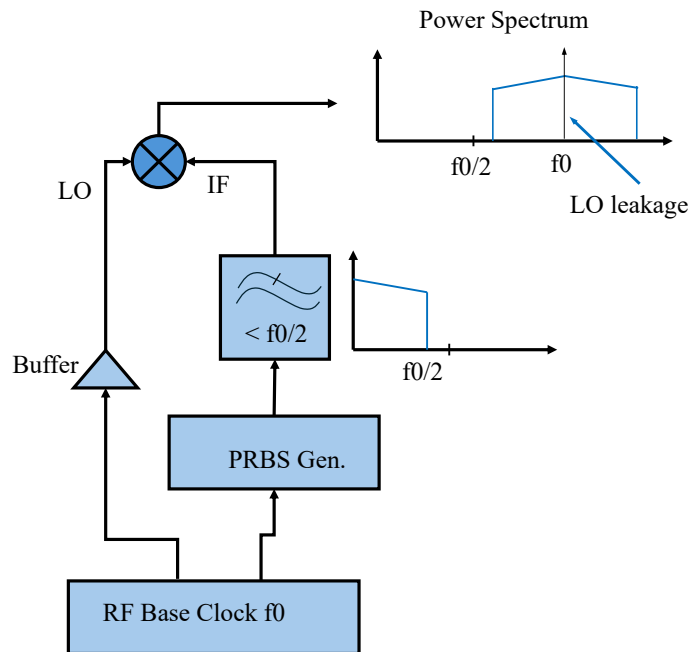 Power Spectrum
f0/2
f0
LO leakage
LO
IF
< f0/2
f0/2
Buffer
PRBS Gen.
RF Base Clock f0